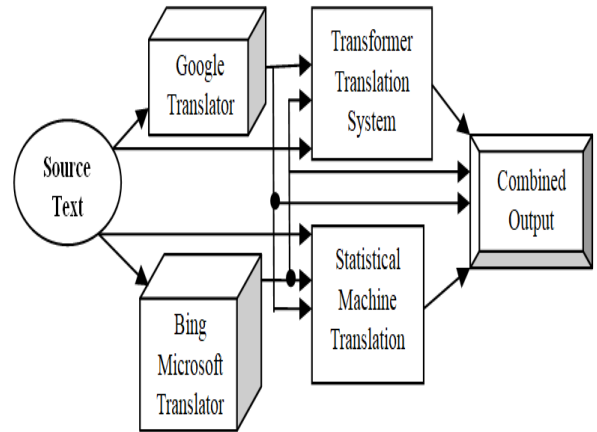 Source
Text
Google
Translator
Bing
Microsoft
Translator
Transformer
Translation
System
Statistical
Machine
Translation
Combined
Output